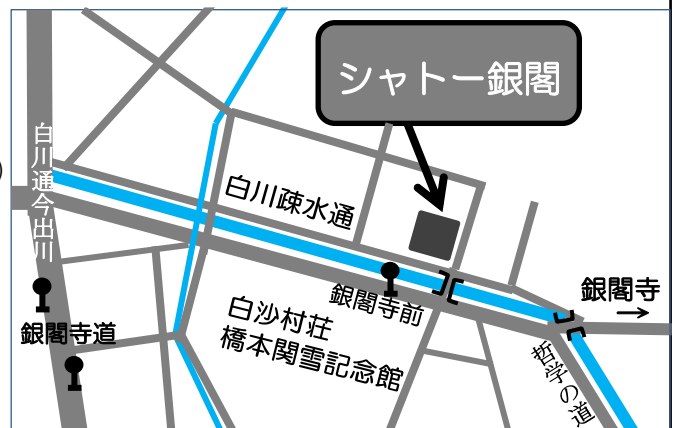 シャトー銀閣
白川通今出川
白川疎水通
銀閣寺前
銀閣寺
→
銀閣寺道
白沙村荘
橋本関雪記念館
哲学の道
)